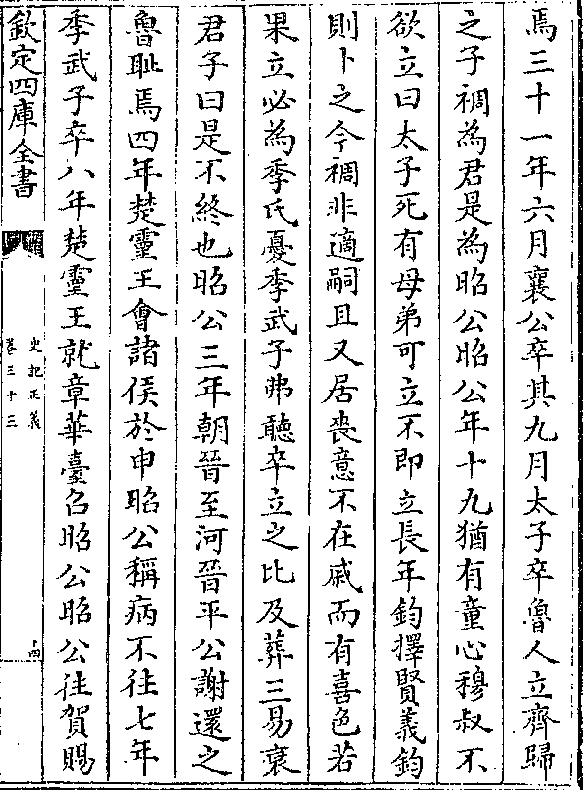 焉三十一年六月襄公卒其九月太子卒魯人立齊歸
之子裯為君是為昭公昭公年十九猶有童心穆叔不
欲立曰太子死有母弟可立不即立長年鈞擇賢義鈞
則卜之今裯非適嗣且又居喪意不在戚而有喜色若
果立必為季氏憂季武子弗聽卒立之比及葬三易衰
君子曰是不終也昭公三年朝晉至河晉平公謝還之
魯恥焉四年楚靈王會諸侯於申昭公稱病不往七年
季武子卒八年楚靈王就章華臺召昭公昭公往賀賜
欽定四庫全書
史記正義
卷三十三
十四